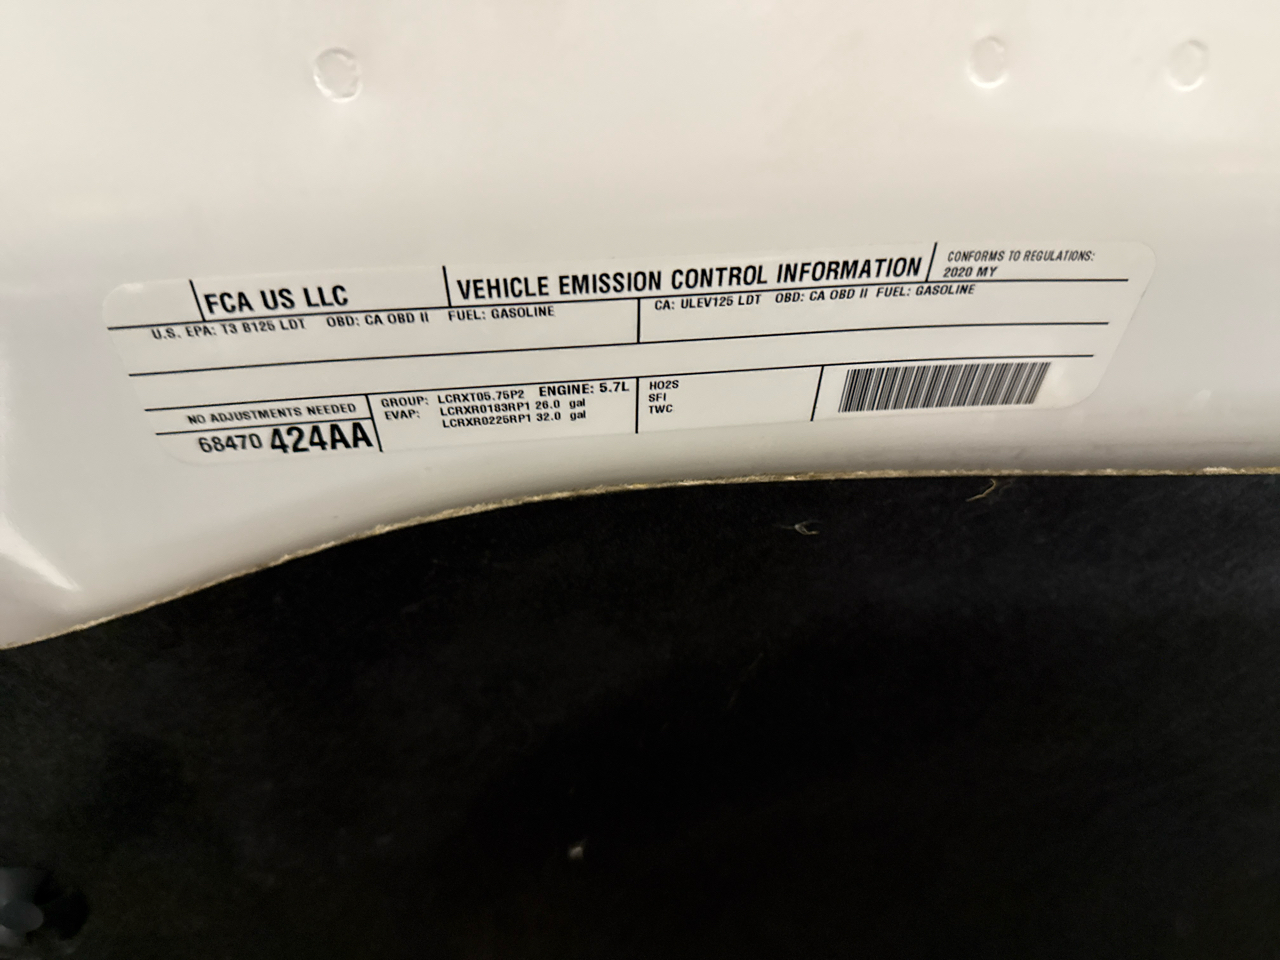 FCA US LLC
VEHICLE EMISSION CONTROL INFORMATION
CONFORMS TO REGULATIONS:
2020 MY
U.S. EPA: T3 B125 LDT OBD: CA OBD II FUEL: GASOLINE
CA: ULEV125 LDT OBD: CA OBD II FUEL: GASOLINE
NO ADJUSTMENTS NEEDED
68470 424AA
GROUP: LCRXT05.75P2 ENGINE: 5.7L
EVAP: LCRXR0183RP1 26.0 gal
LCRXR0225RP1 32.0 gal
HO2S
SFI
TWC